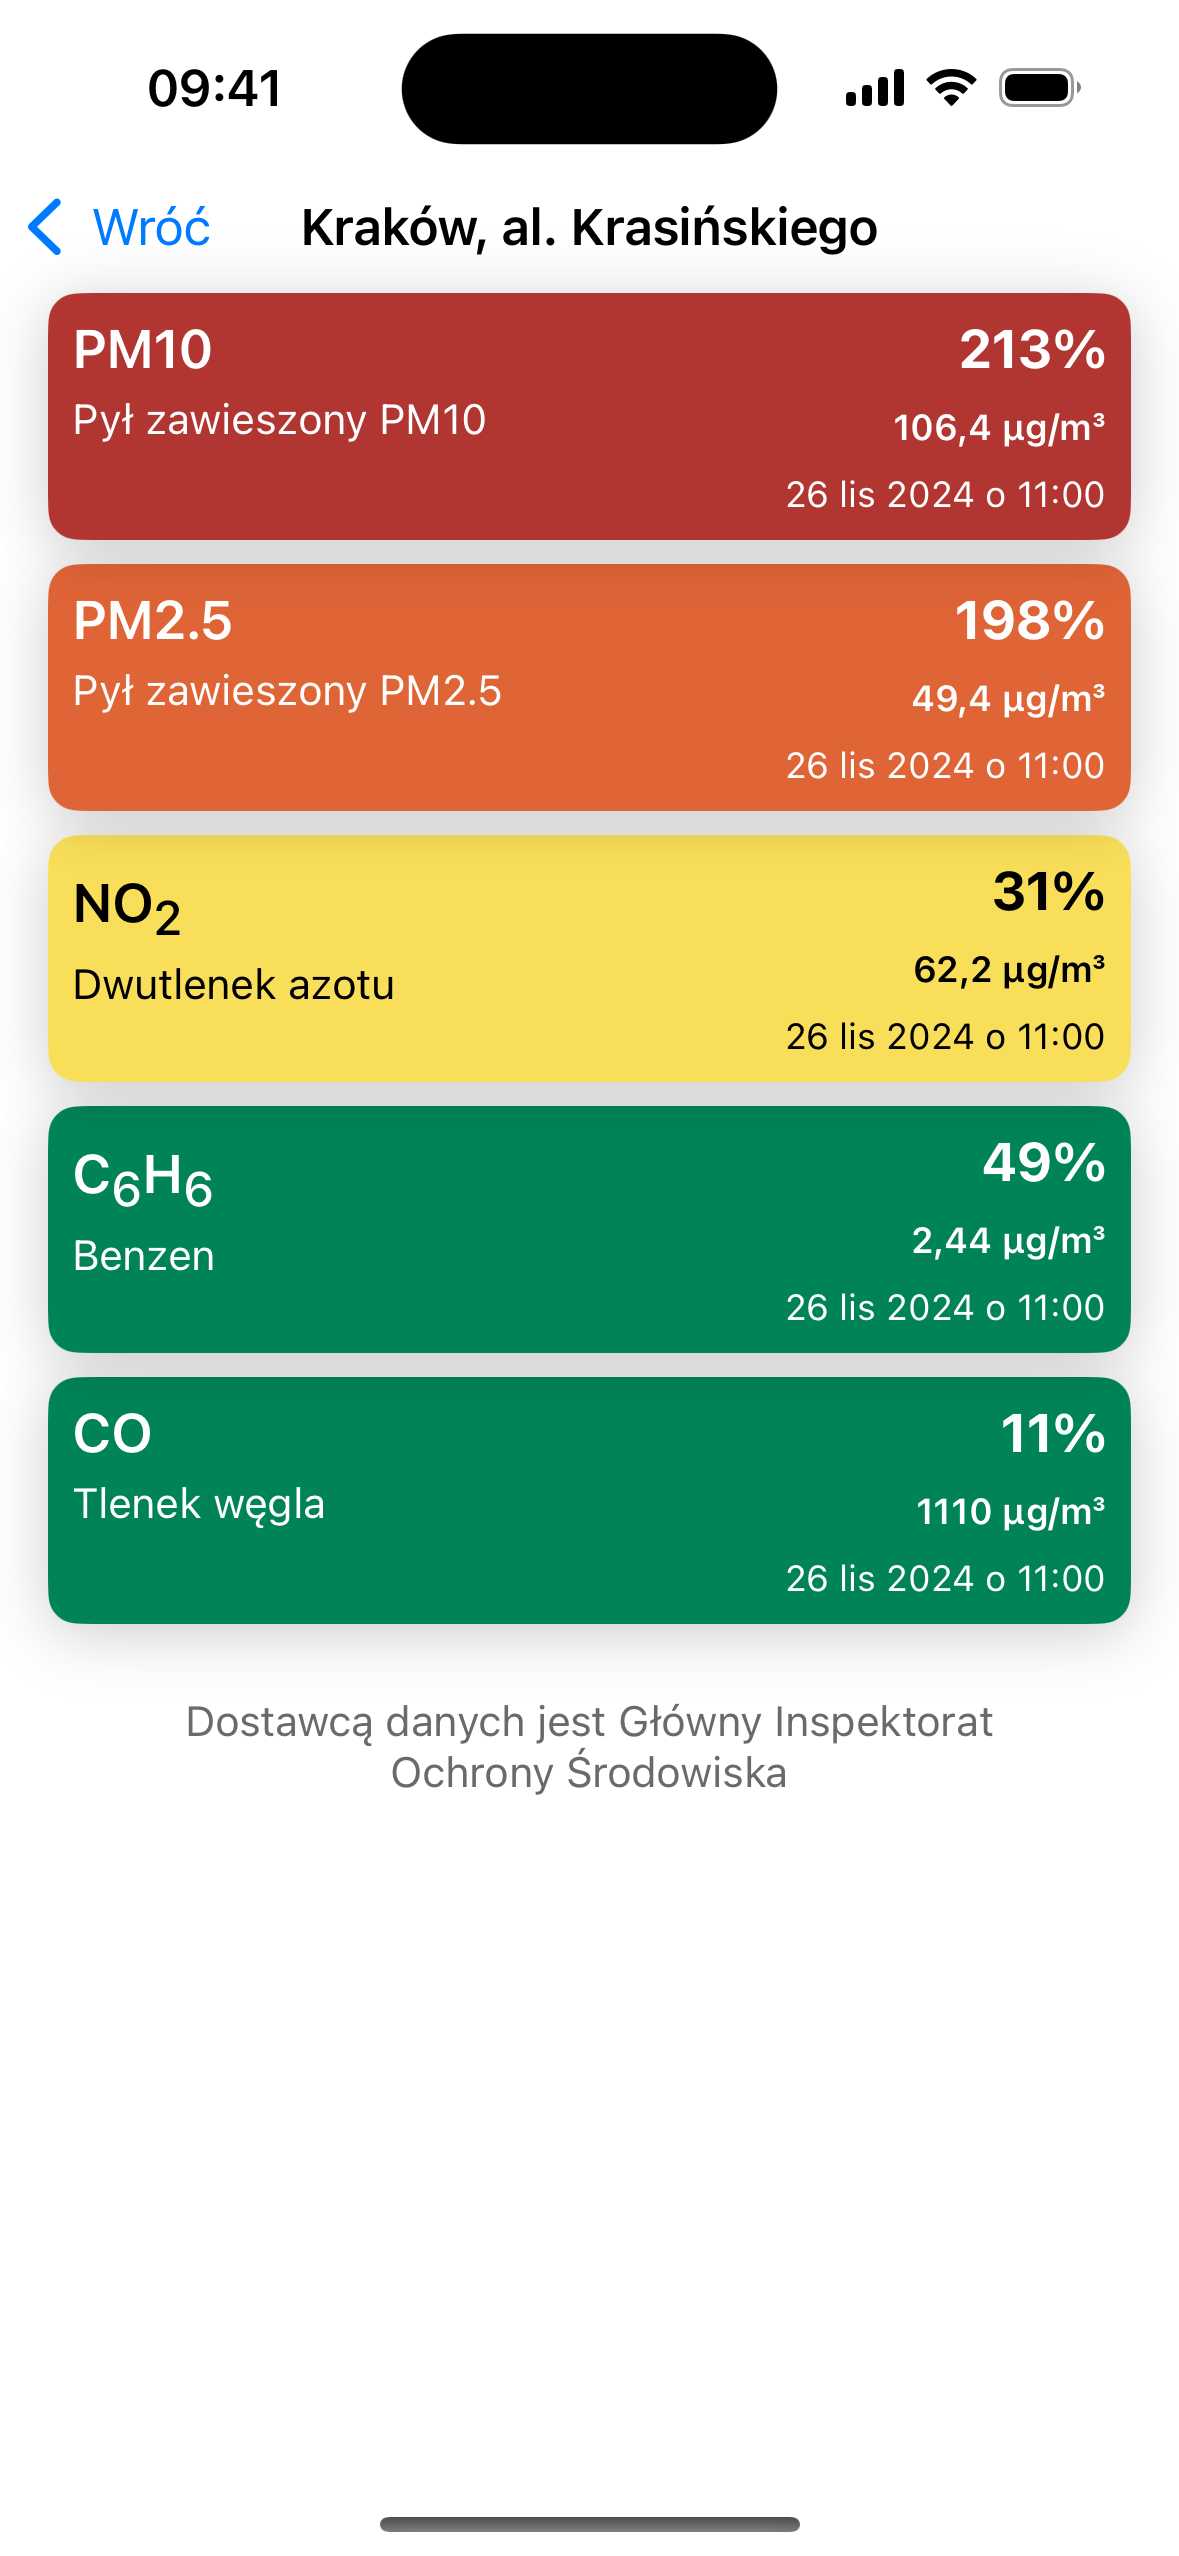 09:41
Wróć Kraków, al. Krasińskiego
PM10 213%
Pył zawieszony PM10 106,4 µg/m³
26 lis 2024 o 11:00
PM2.5 198%
Pył zawieszony PM2.5 49,4 µg/m³
26 lis 2024 o 11:00
NO₂ 31%
Dwutlenek azotu 62,2 µg/m³
26 lis 2024 o 11:00
C₆H₆ 49%
Benzen 2,44 µg/m³
26 lis 2024 o 11:00
CO 11%
Tlenek węgla 1110 µg/m³
26 lis 2024 o 11:00
Dostawcą danych jest Główny Inspektorat
Ochrony Środowiska